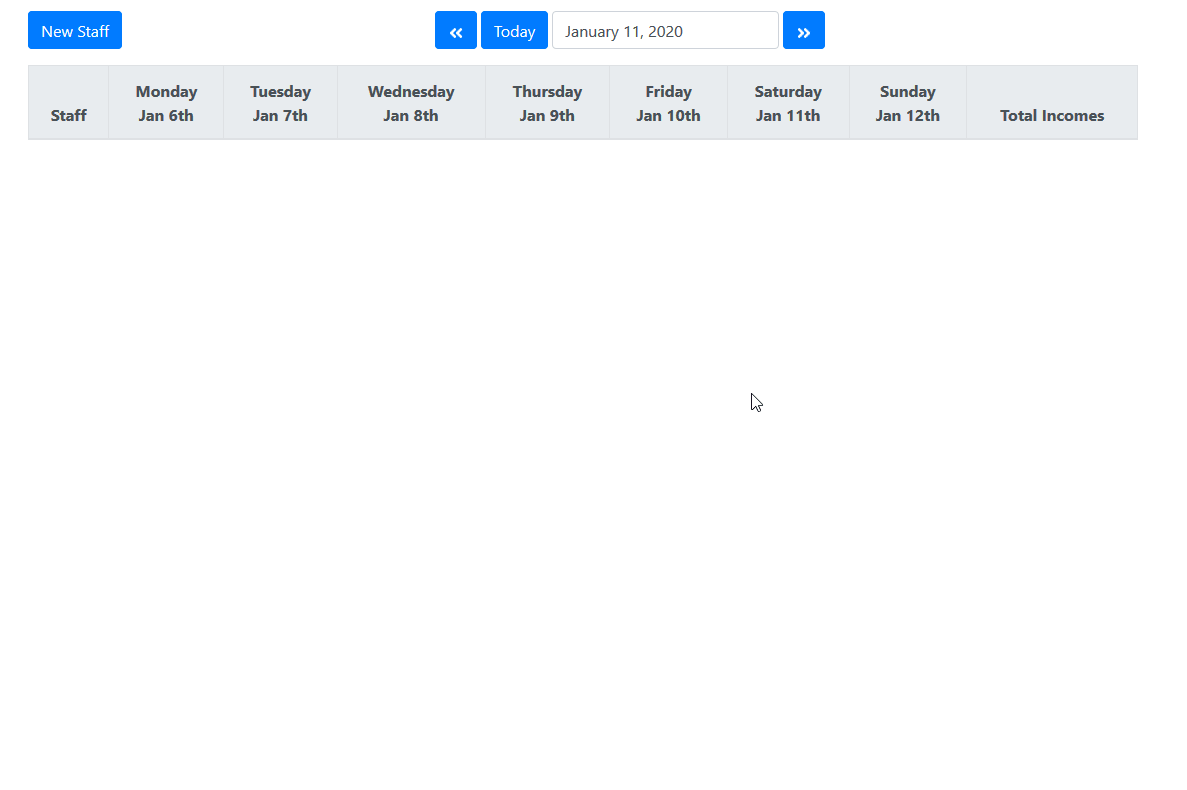 New Staff « Today January 11, 2020 »
Monday Tuesday Wednesday Thursday Friday Saturday Sunday
Staff Jan 6th Jan 7th Jan 8th Jan 9th Jan 10th Jan 11th Jan 12th Total Incomes